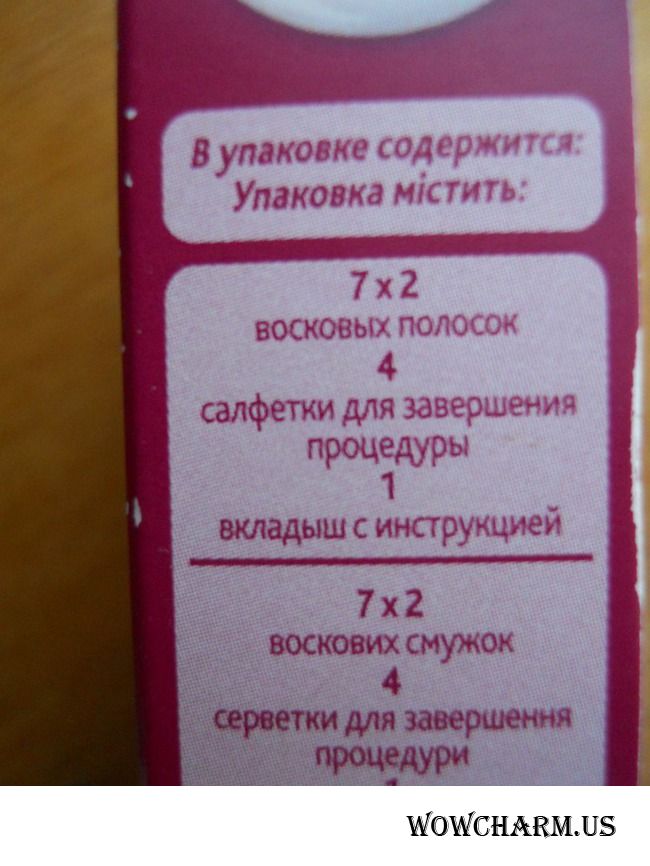 В упаковке содержится:
Упаковка містить:
7 х 2
восковых полосок
4
салфетки для завершения
процедуры
1
вкладыш с инструкцией
7 х 2
воскових смужок
4
серветки для завершення
процедури
WOWCHARM.US